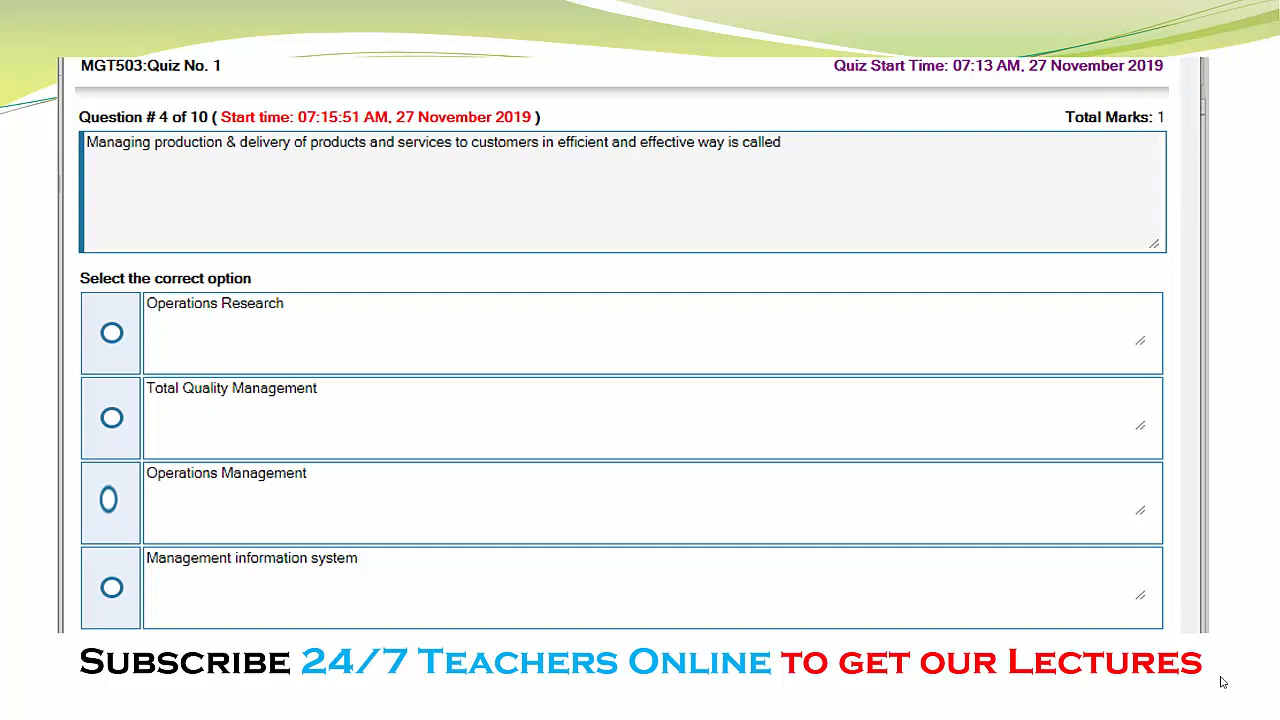 MGT503:Quiz No. 1
Quiz Start Time: 07:13 AM, 27 November 2019
Question # 4 of 10 ( Start time: 07:15:51 AM, 27 November 2019 )
Total Marks: 1
Managing production & delivery of products and services to customers in efficient and effective way is called
Select the correct option
Operations Research
Total Quality Management
Operations Management
Management information system
Subscribe 24/7 Teachers Online to get our Lectures